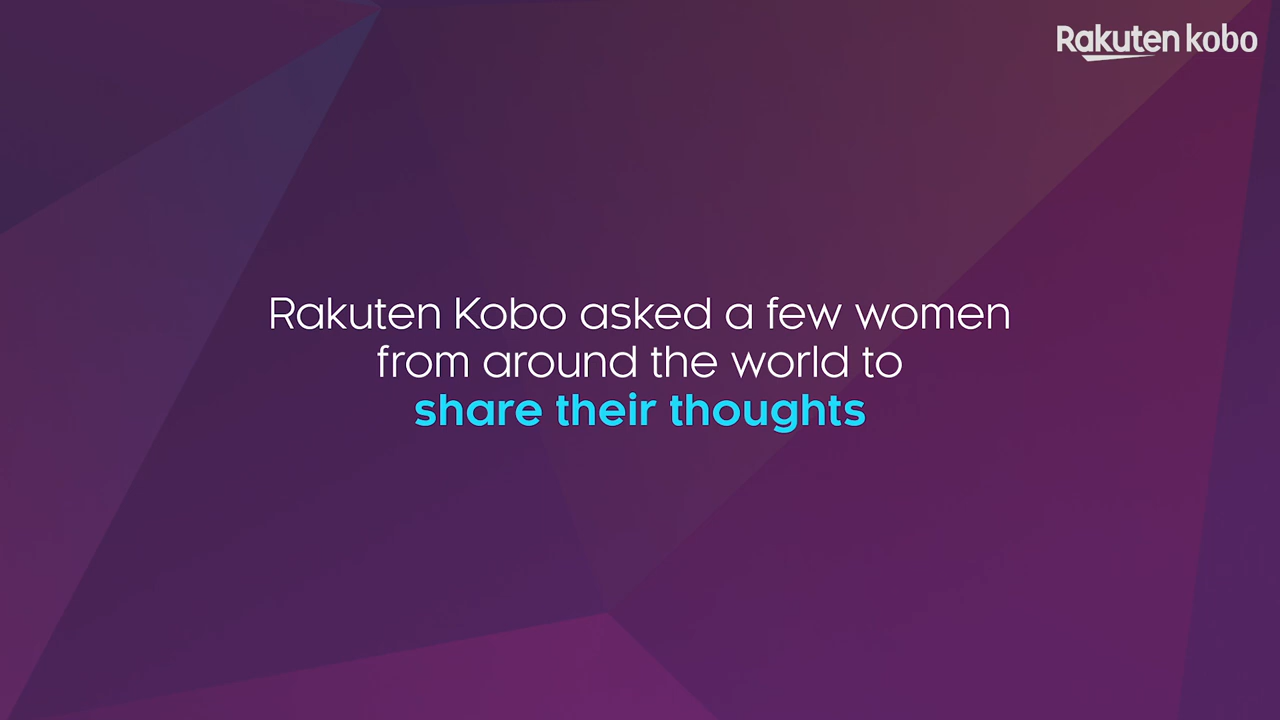 Rakuten kobo
Rakuten Kobo asked a few women
from around the world to
share their thoughts